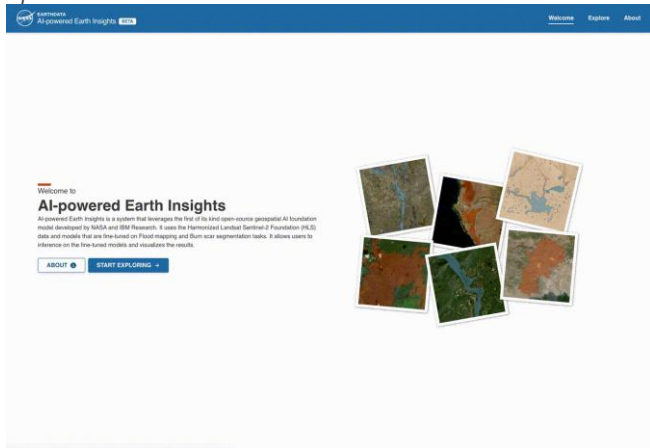 EARTHDATA
AI-powered Earth Insights BETA
Welcome Explore About
Welcome to
AI-powered Earth Insights
AI-powered Earth Insights is a system that leverages the first of its kind open-source geospatial AI foundation
model developed by NASA and IBM Research. It uses the Harmonized Landsat Sentinel-2 Foundation (HLS)
data and models that are fine-tuned on Flood mapping and Burn scar segmentation tasks. It allows users to
inference on the fine-tuned models and visualizes the results.
ABOUT
START EXPLORING →